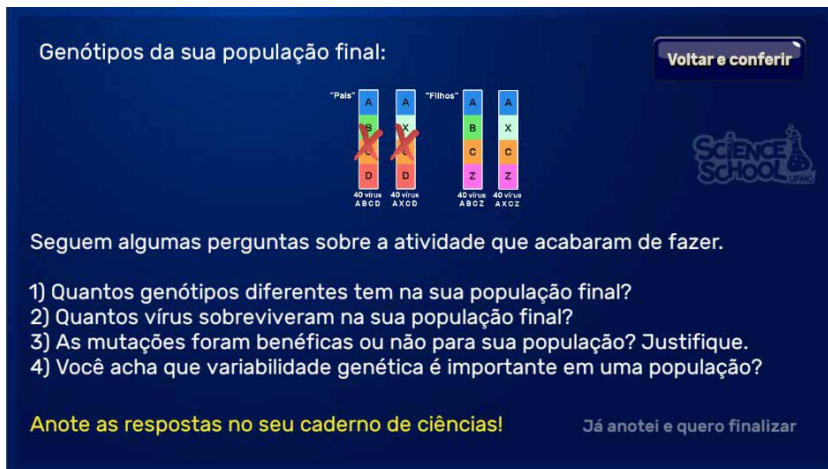 Genótipos da sua população final:
Voltar e conferir
"Pais" A A "Filhos" A A
B X B X
C C C C
D D Z Z
40 vírus 40 vírus 40 vírus 40 vírus
ABCD AXCD ABCZ AXCZ
SCIENCE
SCHOOL UFMG
Seguem algumas perguntas sobre a atividade que acabaram de fazer.
1) Quantos genótipos diferentes tem na sua população final?
2) Quantos vírus sobreviveram na sua população final?
3) As mutações foram benéficas ou não para sua população? Justifique.
4) Você acha que variabilidade genética é importante em uma população?
Anote as respostas no seu caderno de ciências!
Já anotei e quero finalizar